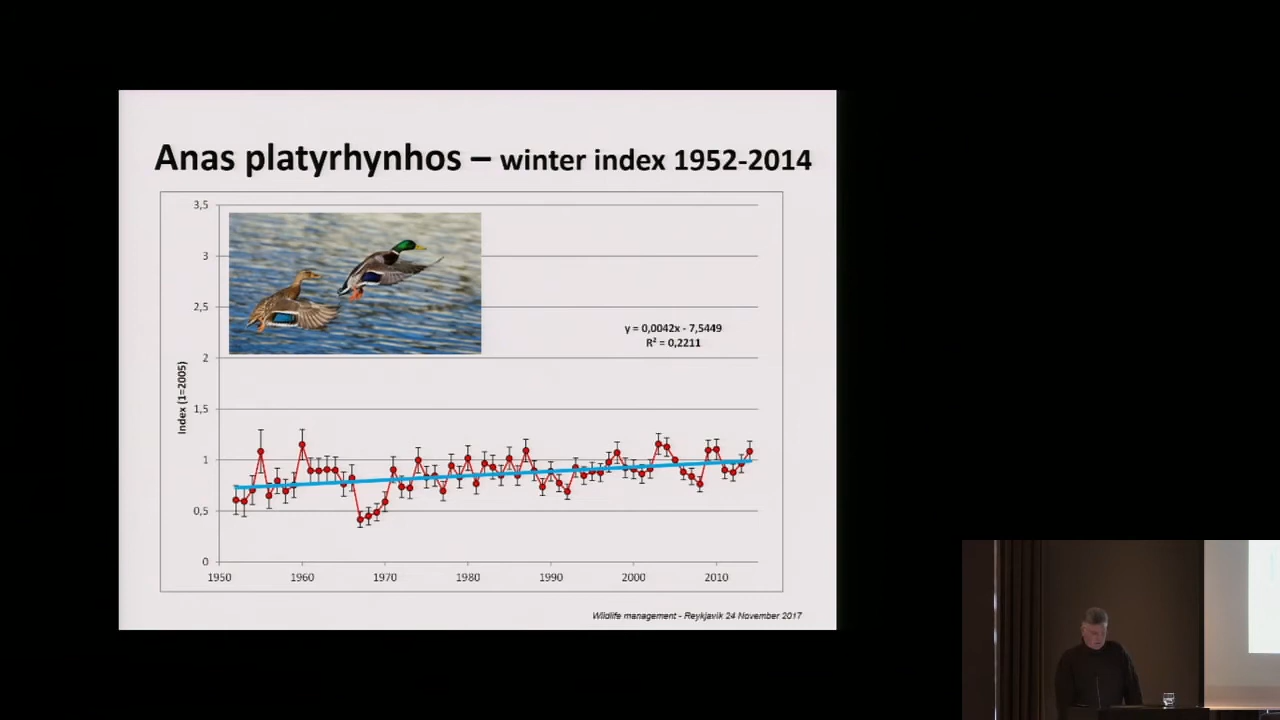 Anas platyrhynhos – winter index 1952-2014
3,5
3
2,5
2
1,5
1
0,5
0
Index (1=2005)
y = 0,0042x - 7,5449
R² = 0,2211
1950 1960 1970 1980 1990 2000 2010
Wildlife management - Reykjavik 24 November 2017